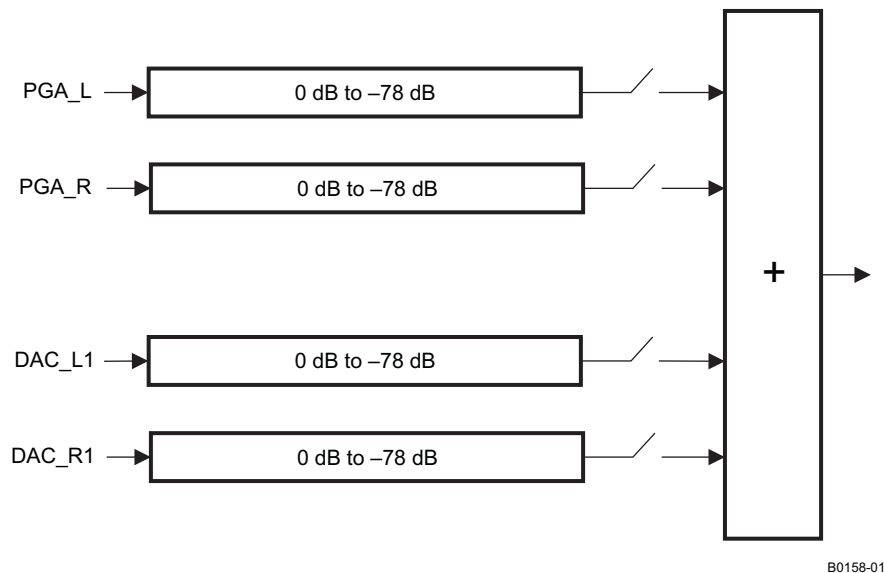 PGA_L
0 dB to –78 dB
PGA_R
0 dB to –78 dB
+
DAC_L1
0 dB to –78 dB
DAC_R1
0 dB to –78 dB
B0158-01